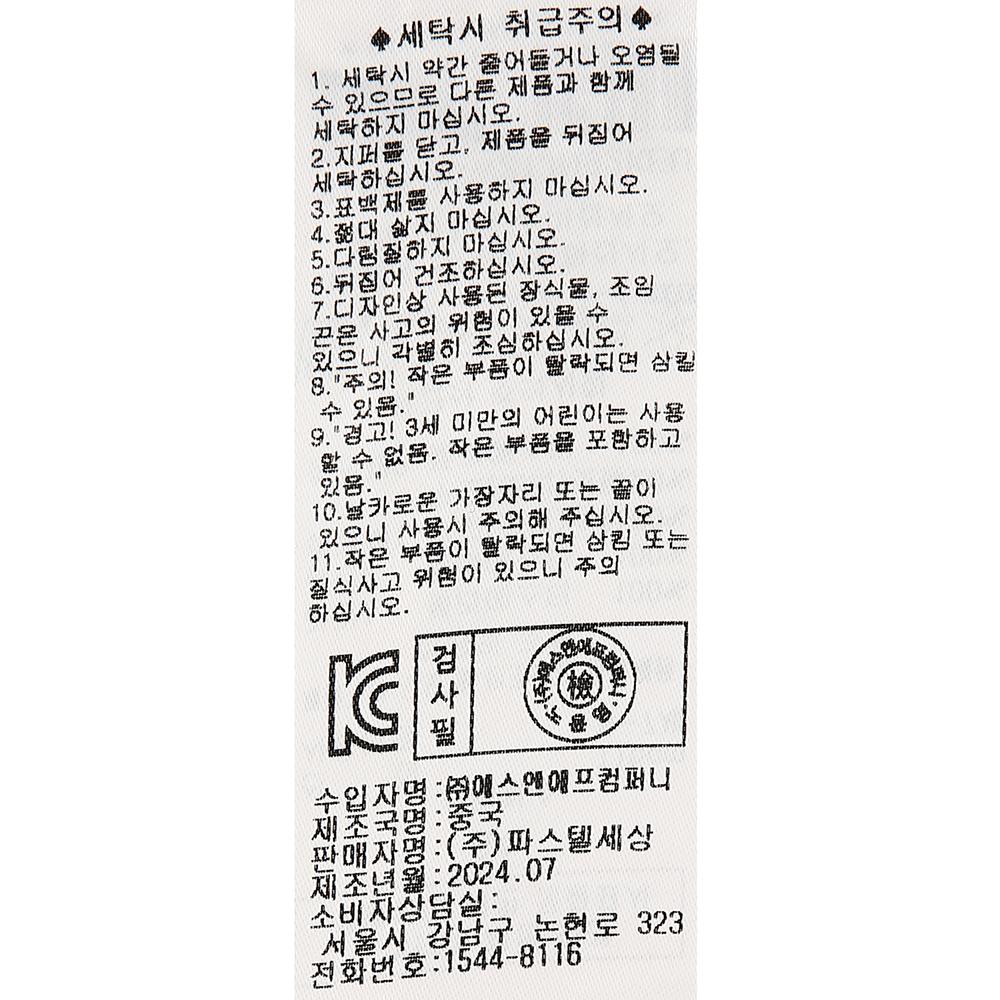 ♠세탁시 취급주의♠
1. 세탁시 약간 줄어들거나 오염될
수 있으므로 다른 제품과 함께
세탁하지 마십시오.
2.지퍼를 닫고, 제품을 뒤집어
세탁하십시오.
3.표백제를 사용하지 마십시오.
4.절대 삶지 마십시오.
5.다림질하지 마십시오.
6.뒤집어 건조하십시오.
7.디자인상 사용된 장식물, 조임
끈은 사고의 위험이 있을 수
있으니 각별히 조심하십시오.
8."주의! 작은 부품이 탈락되면 삼킬
수 있음."
9."경고! 3세 미만의 어린이는 사용
할 수 없음. 작은 부품을 포함하고
있음."
10.날카로운 가장자리 또는 끝이
있으니 사용시 주의해 주십시오.
11.작은 부품이 탈락되면 삼킴 또는
질식사고 위험이 있으니 주의
하십시오.
KC
검사필
(주)에스앤에프컴퍼니
檢
수입자명:㈜에스앤에프컴퍼니
제조국명:중국
판매자명:(주)파스텔세상
제조년월:2024.07
소비자상담실:
서울시 강남구 논현로 323
전화번호:1544-8116